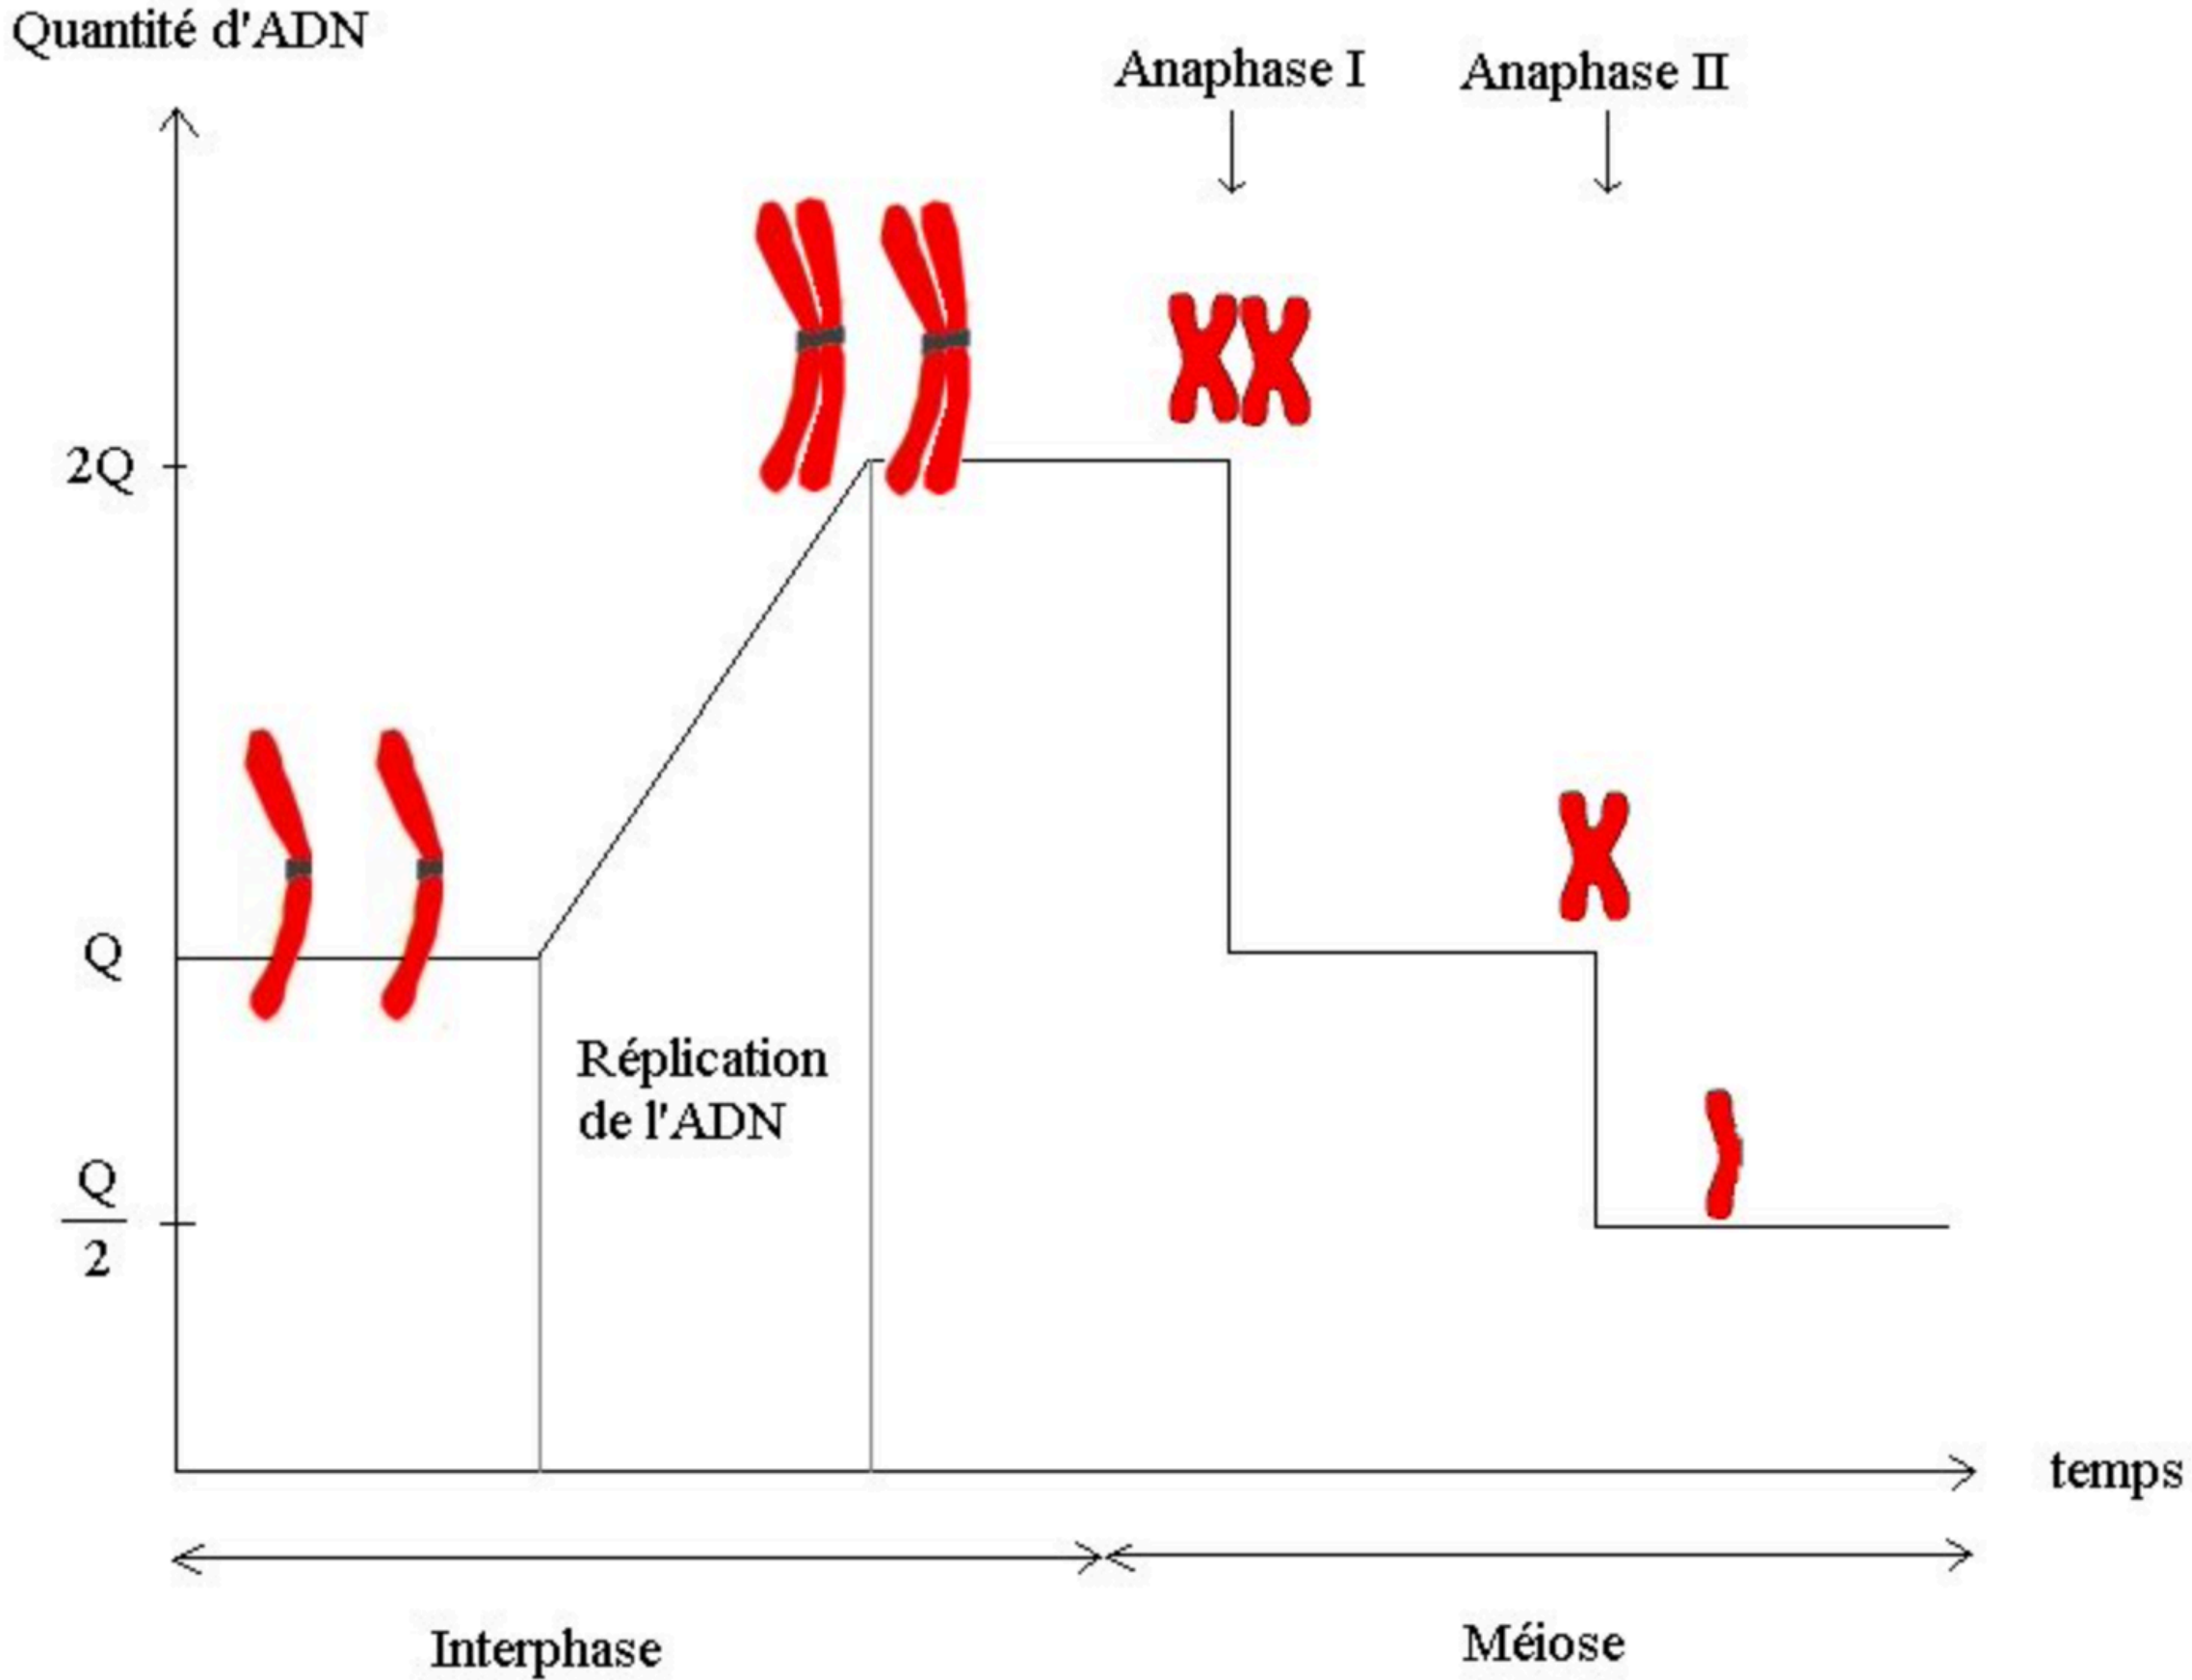 Quantité d'ADN
Anaphase I
Anaphase II
2Q
Q
Réplication
de l'ADN
Q
2
temps
Interphase
Méiose